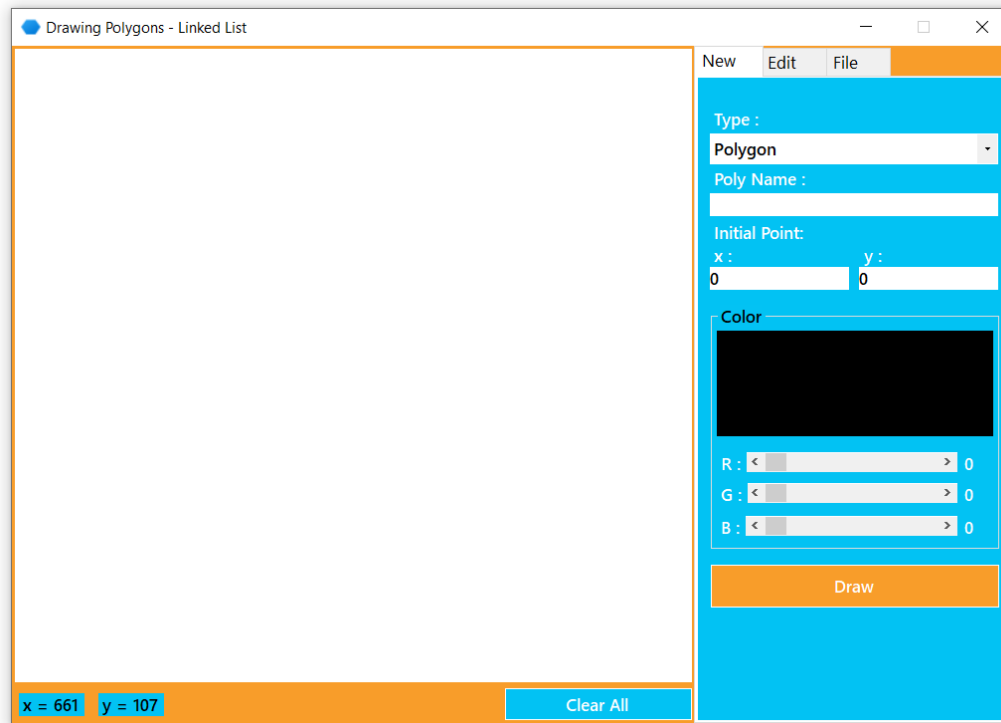 Drawing Polygons - Linked List
New Edit File
Type :
Polygon
Poly Name :
Initial Point:
x : y :
0 0
Color
R : 0
G : 0
B : 0
Draw
x = 661 y = 107 Clear All